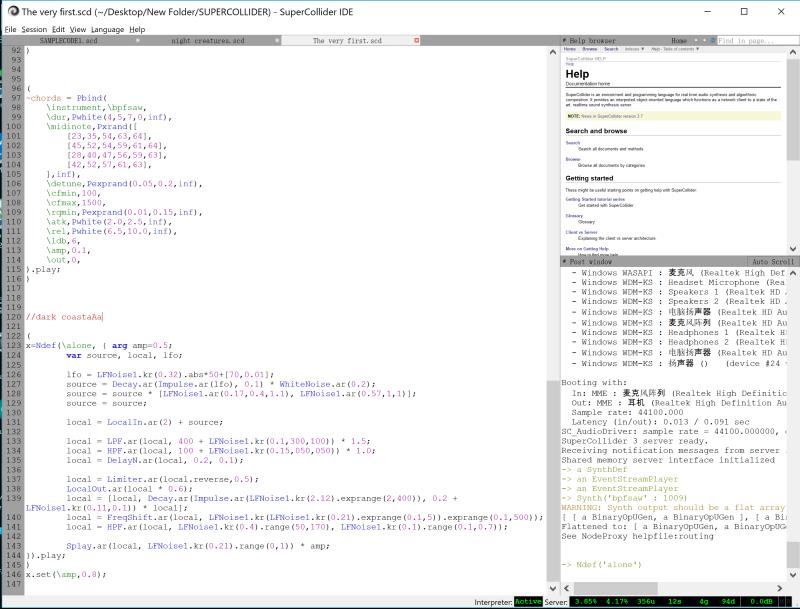 The very first.scd (~/Desktop/New Folder/SUPERCOLLIDER) - SuperCollider IDE
File Session Edit View Language Help
SAMPLECODE1.scd night creatures.scd The very first.scd
92 )
93
94
95
96 (
97 ~chords = Pbind(
98 \instrument,\bpfsaw,
99 \dur,Pwhite(4,5,7,0,inf),
100 \midinote,Pxrand([
101 [23,35,54,63,64],
102 [45,52,54,59,61,64],
103 [28,40,47,56,59,63],
104 [42,52,57,61,63],
105 ],inf),
106 \detune,Pexprand(0.05,0.2,inf),
107 \cfmin,100,
108 \cfmax,1500,
109 \rqmin,Pexprand(0.01,0.15,inf),
110 \atk,Pwhite(2.0,2.5,inf),
111 \rel,Pwhite(6.5,10.0,inf),
112 \ldb,6,
113 \amp,0.1,
114 \out,0,
115 ).play;
116 )
117
118
119
120 //dark coastaAa
121
122 (
123 x=Ndef(\alone, { arg amp=0.5;
124 var source, local, lfo;
125
126 lfo = LFNoise1.kr(0.32).abs*50+[70,0.01];
127 source = Decay.ar(Impulse.ar(lfo), 0.1) * WhiteNoise.ar(0.2);
128 source = source * [LFNoise1.ar(0.17,0.4,1.1), LFNoise1.ar(0.57,1,1)];
129 source = source;
130
131 local = LocalIn.ar(2) + source;
132
133 local = LPF.ar(local, 400 + LFNoise1.kr(0.1,300,100)) * 1.5;
134 local = HPF.ar(local, 100 + LFNoise1.kr(0.15,050,050)) * 1.0;
135 local = DelayN.ar(local, 0.2, 0.1);
136
137 local = Limiter.ar(local.reverse,0.5);
138 LocalOut.ar(local * 0.6);
139 local = [local, Decay.ar(Impulse.ar(LFNoise1.kr(2.12).exprange(2,400)), 0.2 +
LFNoise1.kr(0.11,0.1)) * local];
140 local = FreqShift.ar(local, LFNoise1.kr(LFNoise1.kr(0.21).exprange(0.1,5)).exprange(0.1,500));
141 local = HPF.ar(local, LFNoise1.kr(0.4).range(50,170), LFNoise1.kr(0.1).range(0.1,0.7));
142
143 Splay.ar(local, LFNoise1.kr(0.21).range(0,1)) * amp;
144 }).play;
145 )
146 x.set(\amp,0.8);
147
Help browser Home Find in page...
Home Browse Search Indexes ▼ Help - Table of contents ▼
SuperCollider HELP
Help
Help
Documentation home
SuperCollider is an environment and programming language for real time audio synthesis and algorithmic
composition. It provides an interpreted object-oriented language which functions as a network client to a state of the
art, realtime sound synthesis server.
NOTE: News in SuperCollider version 3.7
Search and browse
Search
Search all documents and methods
Browse
Browse all documents by categories
Getting started
These might be useful starting points on getting help with SuperCollider.
Getting Started tutorial series
Get started with SuperCollider
Glossary
Glossary
Client vs Server
Explaining the client vs server architecture
More on Getting Help
How to find more help
Post window Auto Scroll
- Windows WASAPI : 麦克风 (Realtek High Def
- Windows WDM-KS : Headset Microphone (Rea
- Windows WDM-KS : Speakers 1 (Realtek HD
- Windows WDM-KS : Speakers 2 (Realtek HD
- Windows WDM-KS : 电脑扬声器 (Realtek HD Au
- Windows WDM-KS : 麦克风阵列 (Realtek HD Au
- Windows WDM-KS : Headphones 1 (Realtek H
- Windows WDM-KS : Headphones 2 (Realtek H
- Windows WDM-KS : 电脑扬声器 (Realtek HD Au
- Windows WDM-KS : 扬声器 () (device #24
Booting with:
In: MME : 麦克风阵列 (Realtek High Definitio
Out: MME : 耳机 (Realtek High Definition Au
Sample rate: 44100.000
Latency (in/out): 0.013 / 0.091 sec
SC_AudioDriver: sample rate = 44100.000000,
SuperCollider 3 server ready.
Receiving notification messages from server
Shared memory server interface initialized
-> a SynthDef
-> an EventStreamPlayer
-> an EventStreamPlayer
-> Synth('bpfsaw' : 1009)
WARNING: Synth output should be a flat array
[ [ a BinaryOpUGen, a BinaryOpUGen ], [ a Bi
Flattened to: [ a BinaryOpUGen, a BinaryOpUG
See NodeProxy helpfile:routing
-> Ndef('alone')
Interpreter: Active Server: 3.85% 4.17% 356u 12s 4g 94d 0.0dB